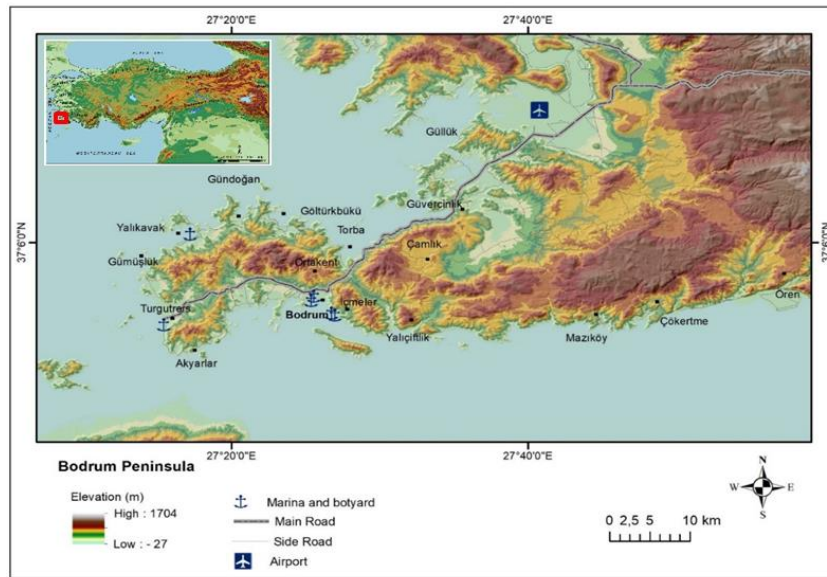 27°20'0"E
27°40'0"E
Güllük
Gündoğan
Göltürkbükü
Güvercinlik
Yalıkavak
Torba
37°6'0"N
37°6'0"N
Gümüşlük
Çamlık
Ortakent
Ören
Turgutreis
İçmeler
Bodrum
Çökertme
Yalıçiftlik
Mazıköy
Akyarlar
27°20'0"E
27°40'0"E
Bodrum Peninsula
Elevation (m)
High : 1704
Low : - 27
Marina and botyard
Main Road
Side Road
Airport
N
W
E
S
0 2,5 5 10 km